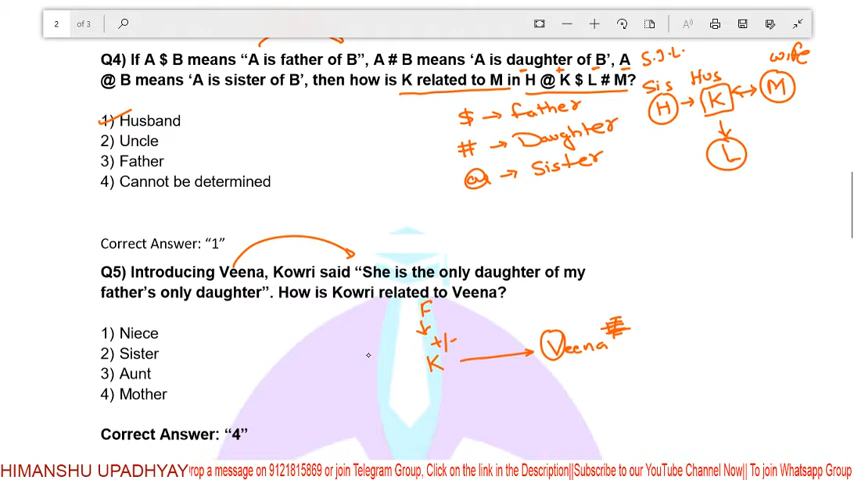 2 of 3
Q4) If A $ B means “A is father of B”, A # B means ‘A is daughter of B’, A
@ B means ‘A is sister of B’, then how is K related to M in H @ K $ L # M?
S.I.L.
wife
Sis Hus
H K M
L
$ → father
# → Daughter
@ → Sister
1) Husband
2) Uncle
3) Father
4) Cannot be determined
Correct Answer: “1”
Q5) Introducing Veena, Kowri said “She is the only daughter of my
father’s only daughter”. How is Kowri related to Veena?
F
+/-
K
Veena
1) Niece
2) Sister
3) Aunt
4) Mother
Correct Answer: “4”
HIMANSHU UPADHYAY
rop a message on 9121815869 or join Telegram Group, Click on the link in the Description||Subscribe to our YouTube Channel Now|| To join Whatsapp Group